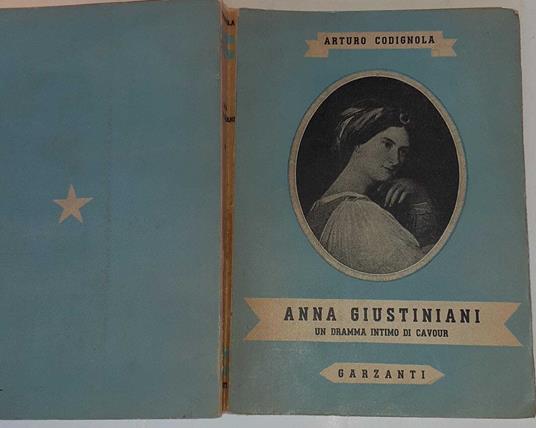 ARTURO CODIGNOLA
ANNA GIUSTINIANI
UN DRAMMA INTIMO DI CAVOUR
GARZANTI